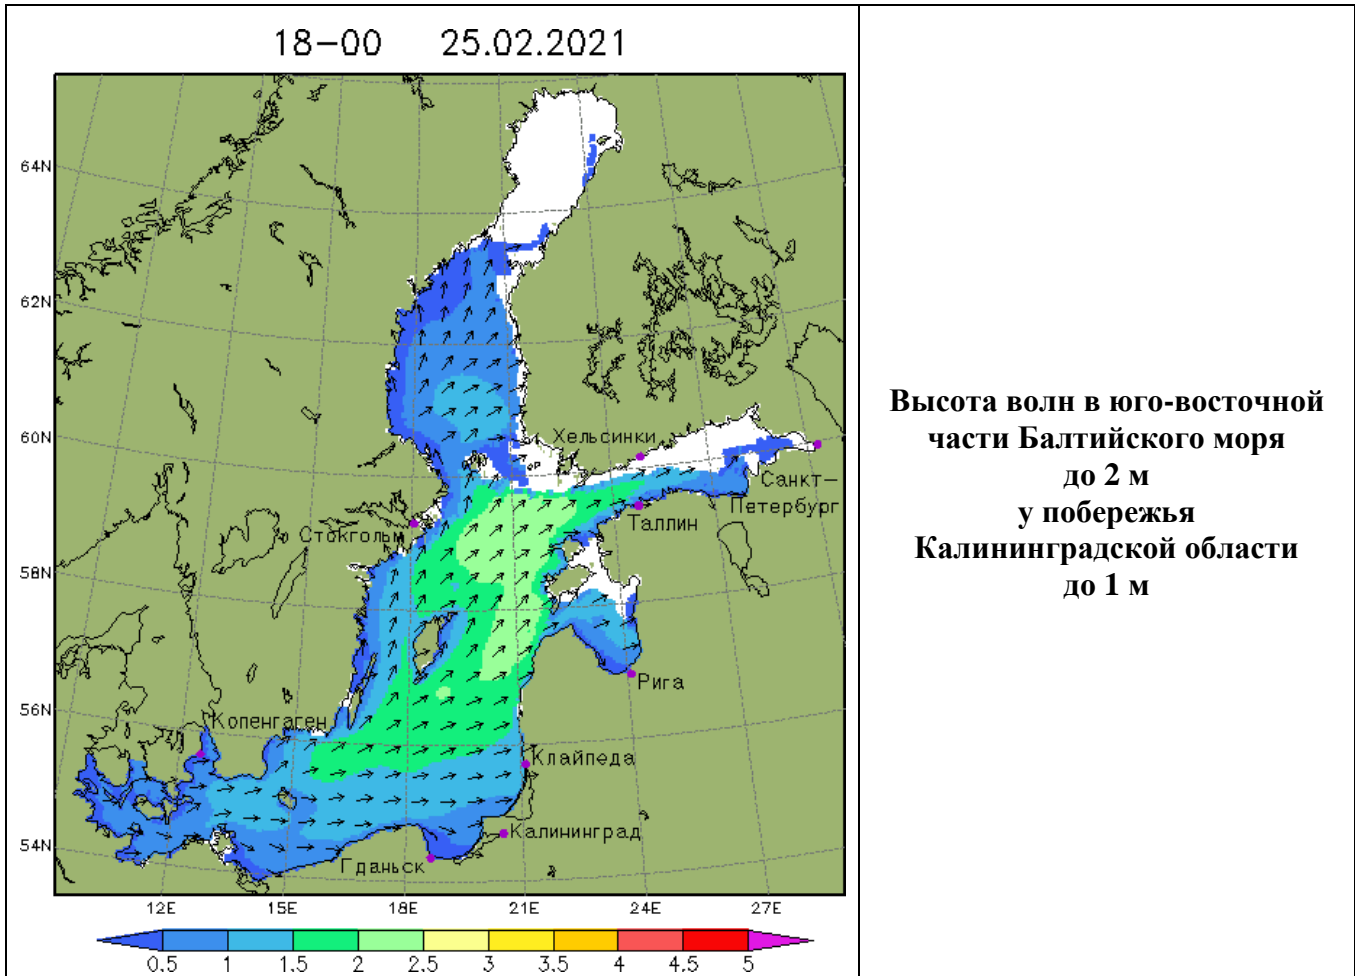 18-00 25.02.2021
64N
62N
60N
58N
56N
54N
Хельсинки
Санкт-
Петербург
Таллин
Стокгольм
Рига
Копенгаген
Клайпеда
Калининград
Гданьск
12E 15E 18E 21E 24E 27E
0.5 1 1.5 2 2.5 3 3.5 4 4.5 5
Высота волн в юго-восточной
части Балтийского моря
до 2 м
у побережья
Калининградской области
до 1 м